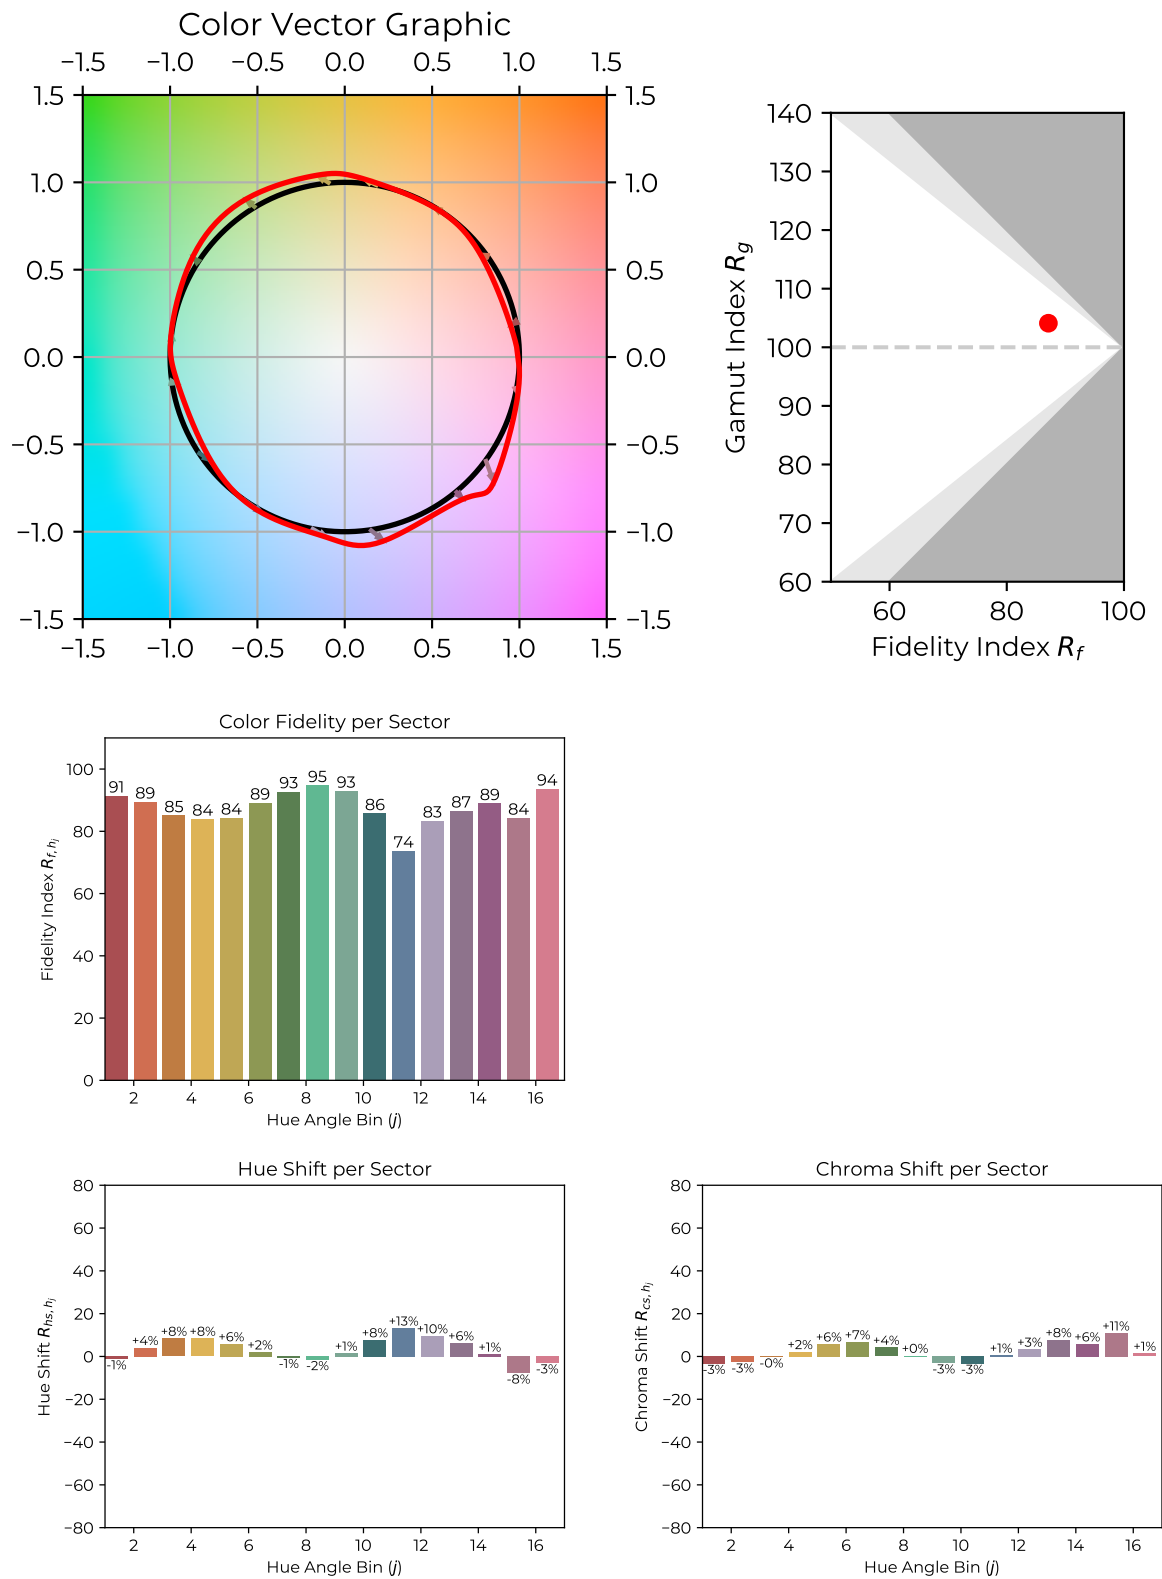 Color Vector Graphic
−1.5 −1.0 −0.5 0.0 0.5 1.0 1.5
1.5 1.5
1.0 1.0
0.5 0.5
0.0 0.0
−0.5 −0.5
−1.0 −1.0
−1.5 −1.5
−1.5 −1.0 −0.5 0.0 0.5 1.0 1.5
140
130
120
110
100
90
80
70
60
Gamut Index Rg
60 80 100
Fidelity Index Rf
Color Fidelity per Sector
100
80
60
40
20
0
Fidelity Index Rf,hj
91 89 85 84 84 89 93 95 93 86 74 83 87 89 84 94
2 4 6 8 10 12 14 16
Hue Angle Bin (j)
Hue Shift per Sector
80
60
40
20
0
−20
−40
−60
−80
Hue Shift Rhs,hj
-1% +4% +8% +8% +6% +2% -1% -2% +1% +8% +13% +10% +6% +1% -8% -3%
2 4 6 8 10 12 14 16
Hue Angle Bin (j)
Chroma Shift per Sector
80
60
40
20
0
−20
−40
−60
−80
Chroma Shift Rcs,hj
-3% -3% -0% +2% +6% +7% +4% +0% -3% -3% +1% +3% +8% +6% +11% +1%
2 4 6 8 10 12 14 16
Hue Angle Bin (j)